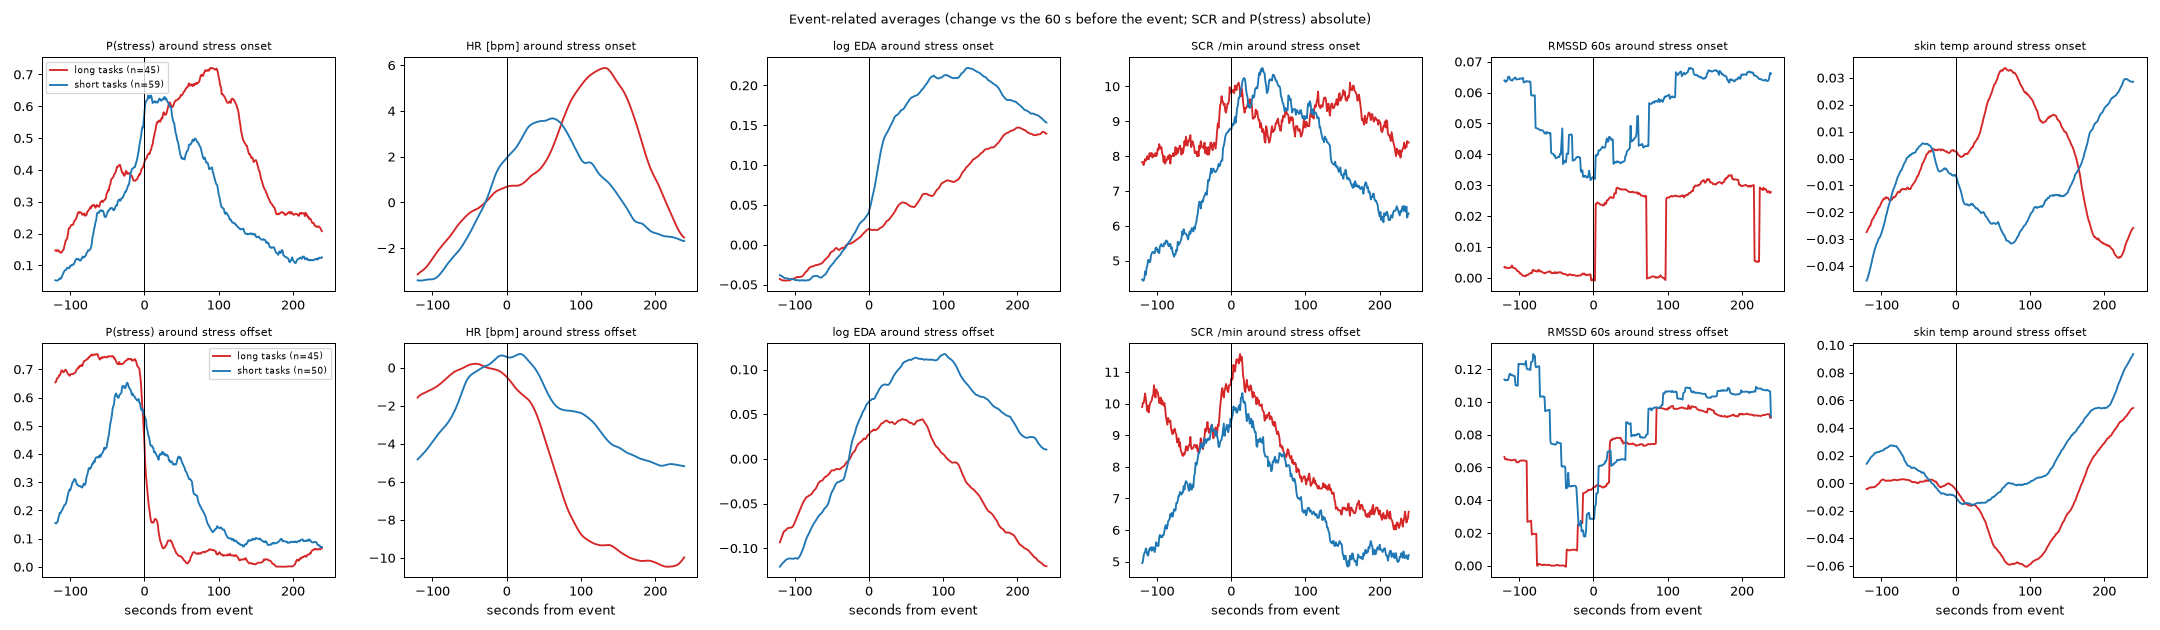 Event-related averages (change vs the 60 s before the event; SCR and P(stress) absolute)
P(stress) around stress onset
long tasks (n=45)
short tasks (n=59)
0.7
0.6
0.5
0.4
0.3
0.2
0.1
−100 0 100 200
HR [bpm] around stress onset
6
4
2
0
−2
−100 0 100 200
log EDA around stress onset
0.20
0.15
0.10
0.05
0.00
−0.05
−100 0 100 200
SCR /min around stress onset
10
9
8
7
6
5
−100 0 100 200
RMSSD 60s around stress onset
0.07
0.06
0.05
0.04
0.03
0.02
0.01
0.00
−100 0 100 200
skin temp around stress onset
0.03
0.02
0.01
0.00
−0.01
−0.02
−0.03
−0.04
−100 0 100 200
P(stress) around stress offset
long tasks (n=45)
short tasks (n=50)
0.7
0.6
0.5
0.4
0.3
0.2
0.1
0.0
−100 0 100 200
seconds from event
HR [bpm] around stress offset
0
−2
−4
−6
−8
−10
−100 0 100 200
seconds from event
log EDA around stress offset
0.10
0.05
0.00
−0.05
−0.10
−100 0 100 200
seconds from event
SCR /min around stress offset
11
10
9
8
7
6
5
−100 0 100 200
seconds from event
RMSSD 60s around stress offset
0.12
0.10
0.08
0.06
0.04
0.02
0.00
−100 0 100 200
seconds from event
skin temp around stress offset
0.10
0.08
0.06
0.04
0.02
0.00
−0.02
−0.04
−0.06
−100 0 100 200
seconds from event